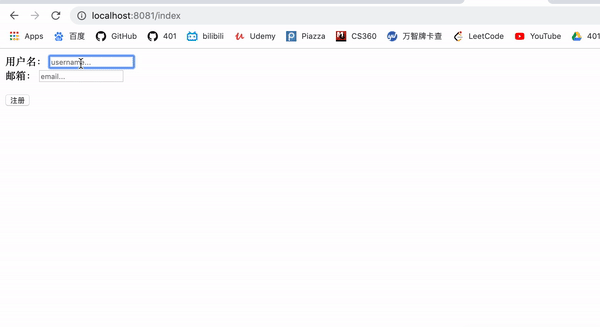 localhost:8081/index
Apps 百度 GitHub 401 bilibili Udemy Piazza CS360 万智牌卡查 LeetCode YouTube 401
用户名： username...
邮箱： email...
注册